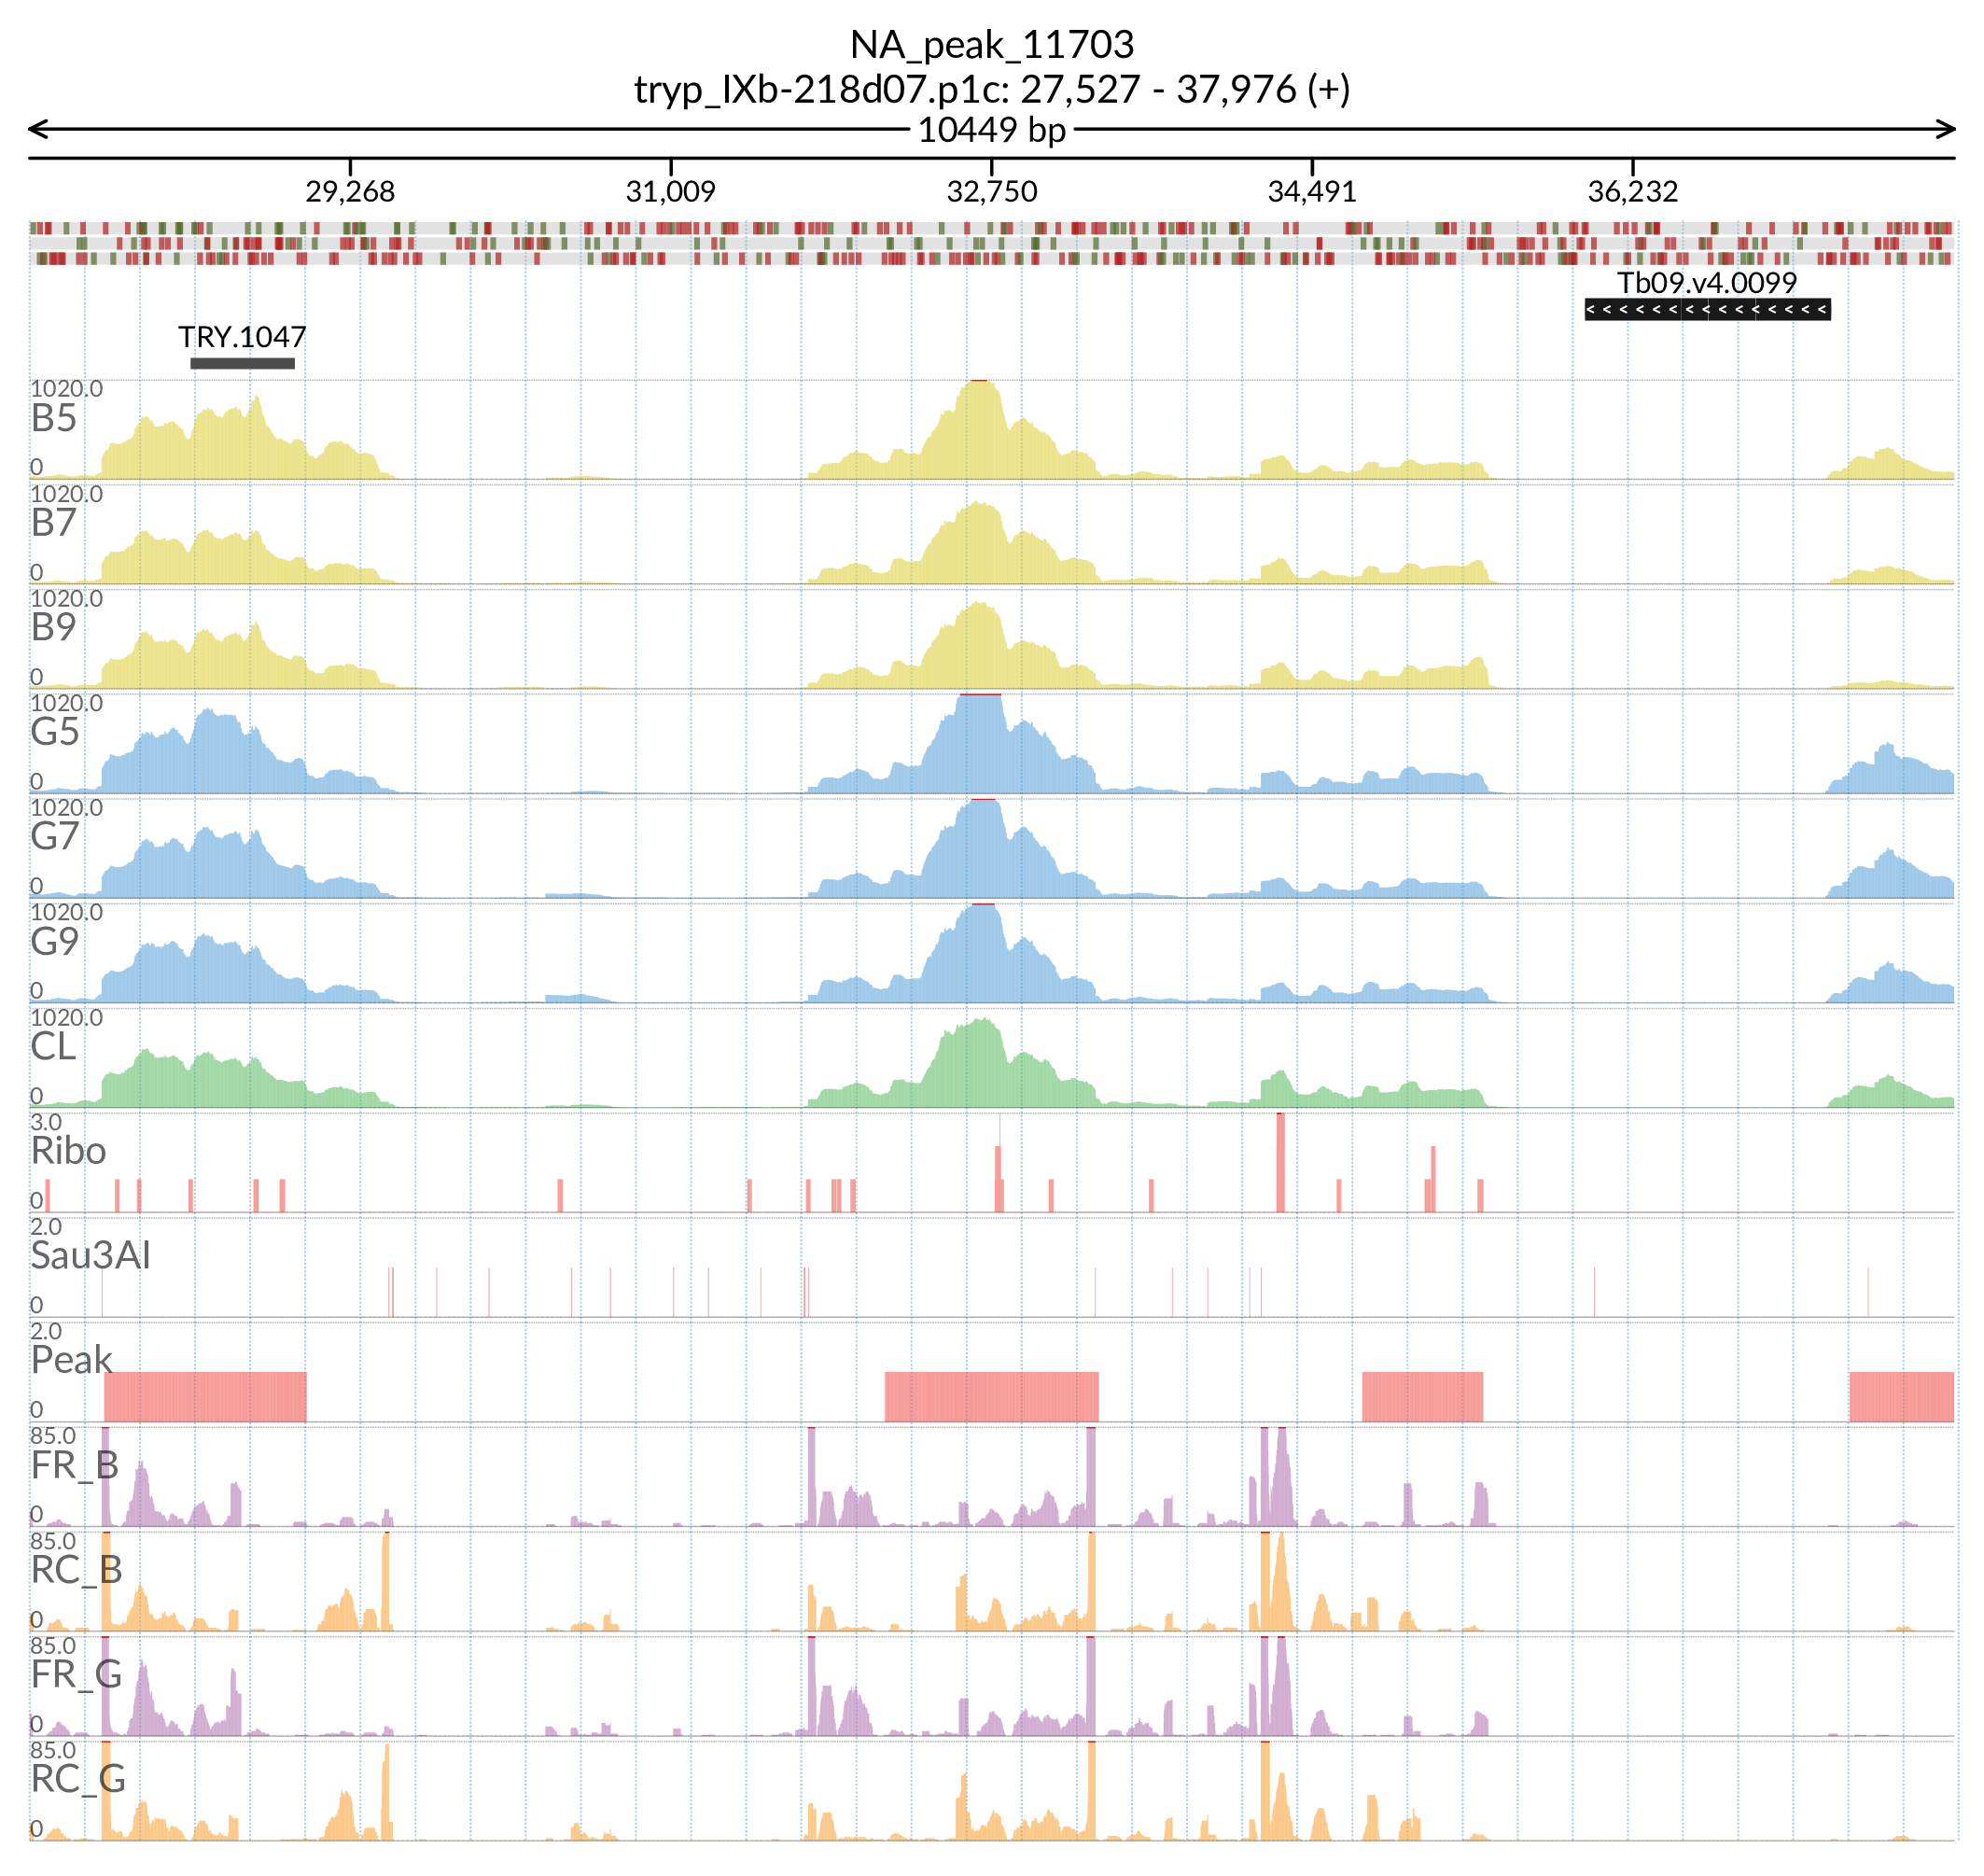 NA_peak_11703
tryp_IXb-218d07.p1c: 27,527 - 37,976 (+)
10449 bp
29,268 31,009 32,750 34,491 36,232
Tb09.v4.0099
TRY.1047
1020.0
B5
0
1020.0
B7
0
1020.0
B9
0
1020.0
G5
0
1020.0
G7
0
1020.0
G9
0
1020.0
CL
0
3.0
Ribo
0
2.0
Sau3AI
0
2.0
Peak
0
85.0
FR_B
0
85.0
RC_B
0
85.0
FR_G
0
85.0
RC_G
0